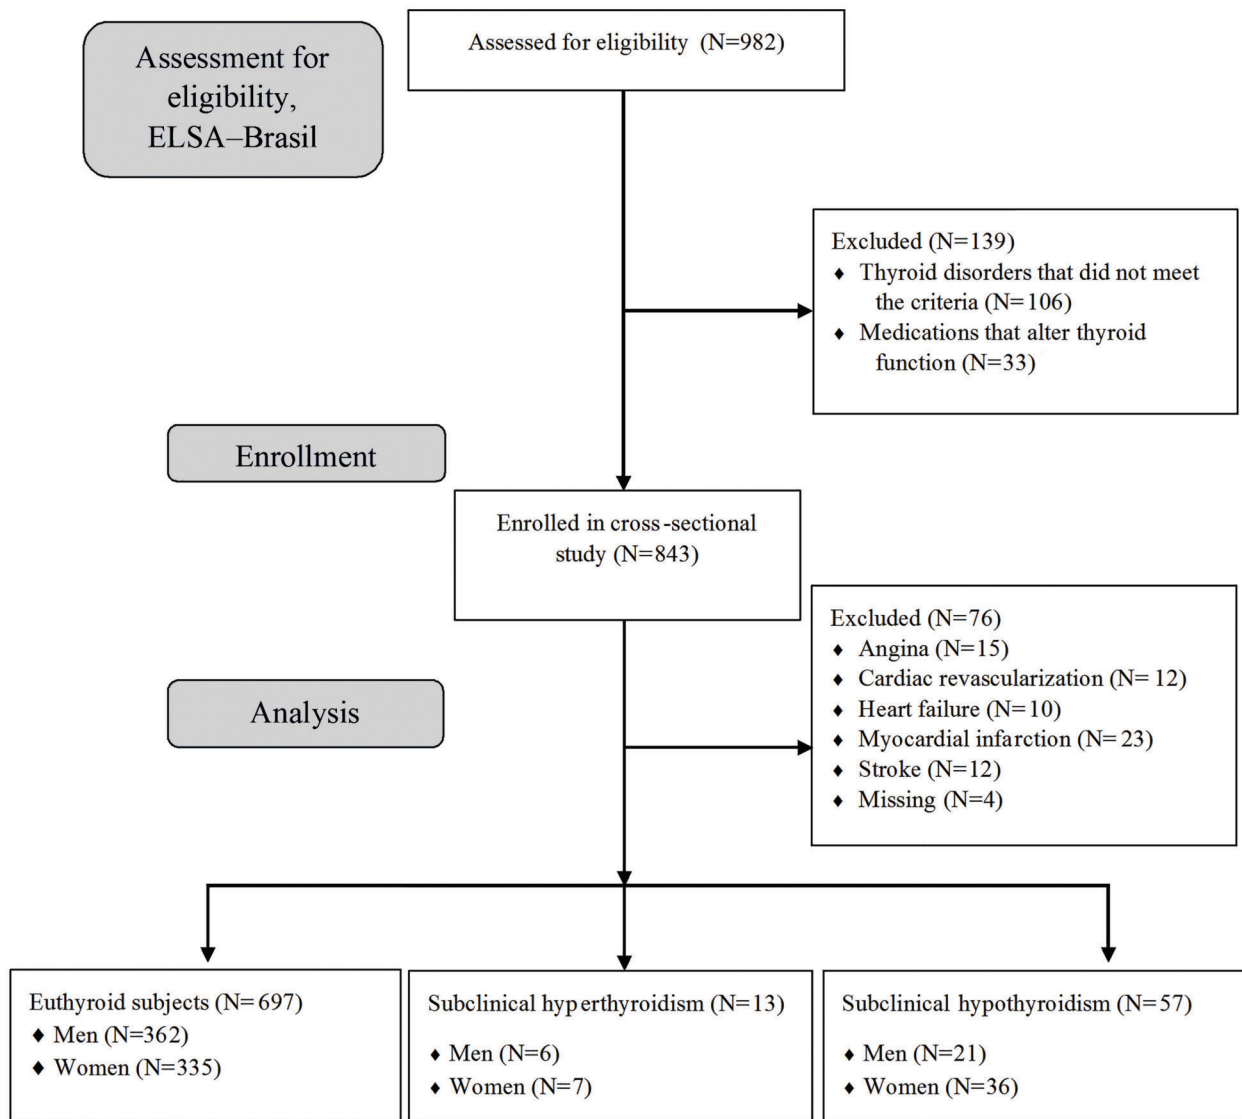 Assessment for
eligibility,
ELSA–Brasil
Assessed for eligibility (N=982)
Excluded (N=139)
♦ Thyroid disorders that did not meet
the criteria (N=106)
♦ Medications that alter thyroid
function (N=33)
Enrollment
Enrolled in cross-sectional
study (N=843)
Excluded (N=76)
♦ Angina (N=15)
♦ Cardiac revascularization (N= 12)
♦ Heart failure (N=10)
♦ Myocardial infarction (N=23)
♦ Stroke (N=12)
♦ Missing (N=4)
Analysis
Euthyroid subjects (N=697)
♦ Men (N=362)
♦ Women (N=335)
Subclinical hyperthyroidism (N=13)
♦ Men (N=6)
♦ Women (N=7)
Subclinical hypothyroidism (N=57)
♦ Men (N=21)
♦ Women (N=36)